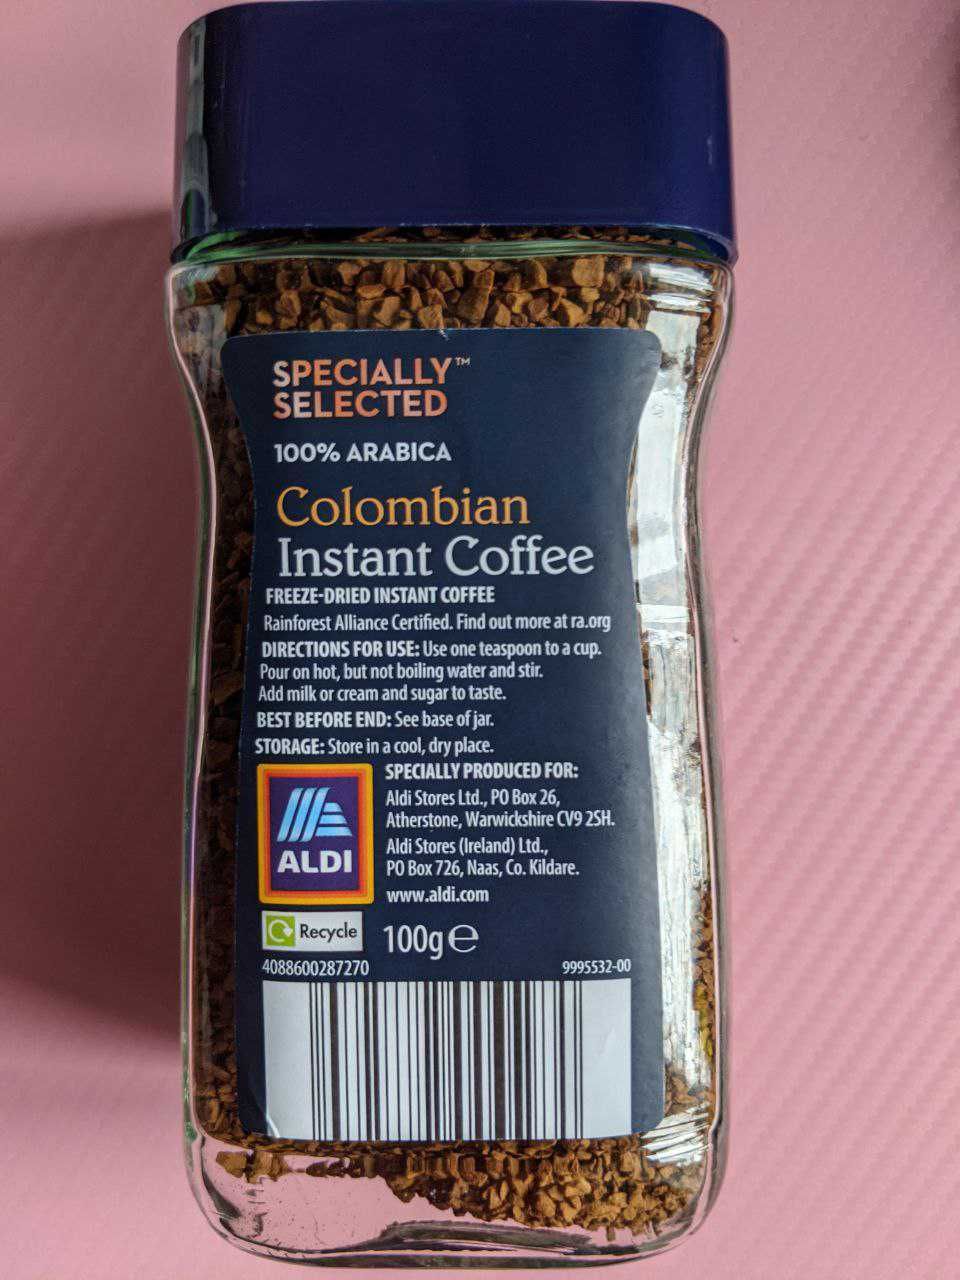 SPECIALLY™
SELECTED
100% ARABICA
Colombian
Instant Coffee
FREEZE-DRIED INSTANT COFFEE
Rainforest Alliance Certified. Find out more at ra.org
DIRECTIONS FOR USE: Use one teaspoon to a cup.
Pour on hot, but not boiling water and stir.
Add milk or cream and sugar to taste.
BEST BEFORE END: See base of jar.
STORAGE: Store in a cool, dry place.
SPECIALLY PRODUCED FOR:
Aldi Stores Ltd., PO Box 26,
Atherstone, Warwickshire CV9 2SH.
Aldi Stores (Ireland) Ltd.,
PO Box 726, Naas, Co. Kildare.
www.aldi.com
ALDI
Recycle
100g ℮
4088600287270
9995532-00